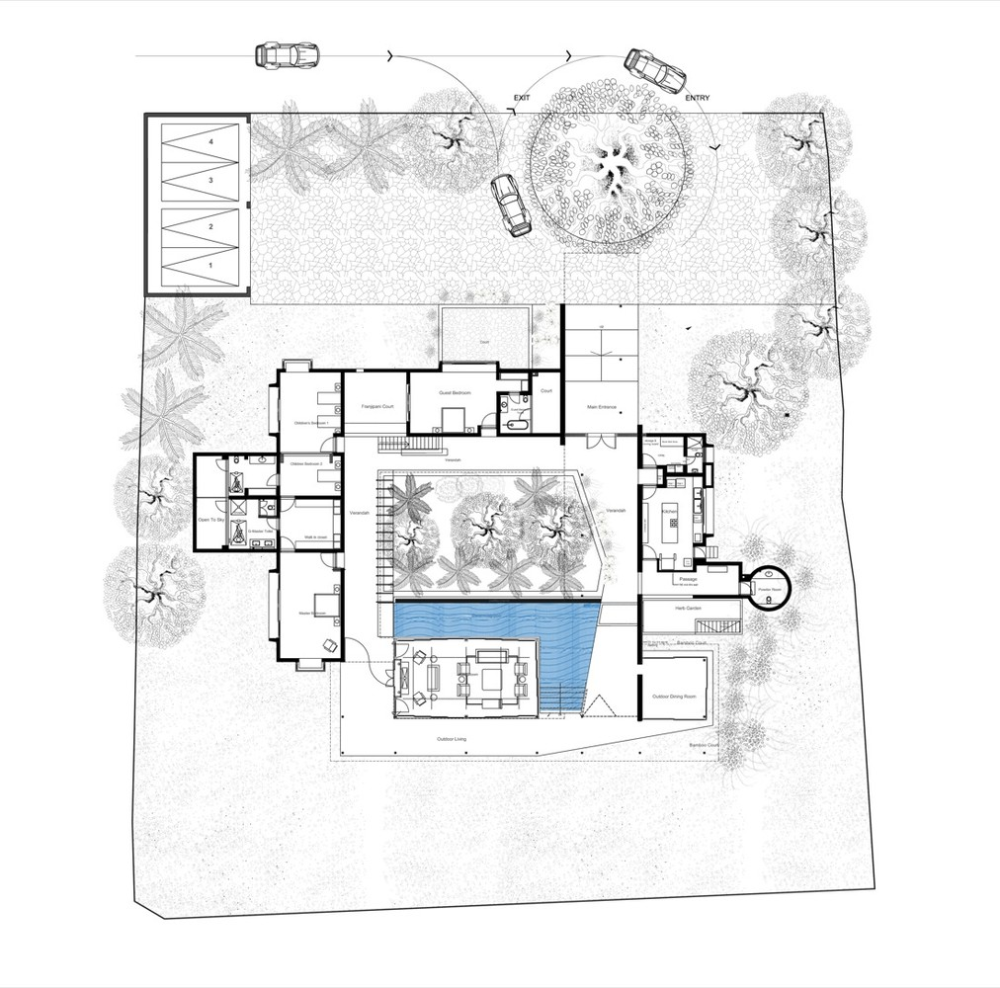 EXIT
ENTRY
4
3
2
1
Court
Main Entrance
Guest Bedroom
Court
Frangipani Court
Children's Bedroom 1
Verandah
Children Bedroom 2
Verandah
Verandah
Kitchen
Open To Sky
Walk-in closet
Passage
Powder Room
Herb Garden
Master Bedroom
Bamboo Court
Outdoor Dining Room
Outdoor Living
Bamboo Court